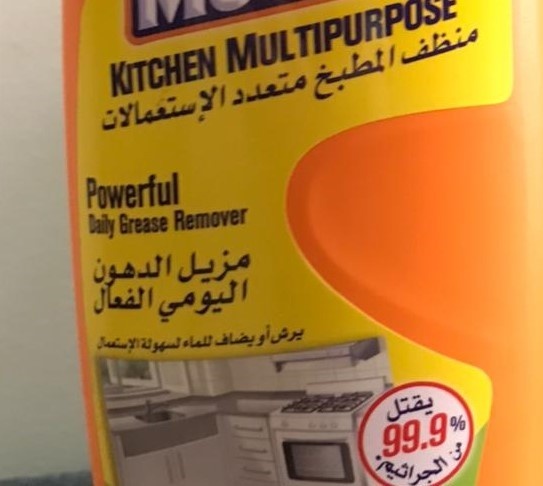 KITCHEN MULTIPURPOSE
منظف المطبخ متعدد الإستعمالات
Powerful
Daily Grease Remover
مزيل الدهون
اليومي الفعال
يرش أو يضاف للماء لسهولة الإستعمال
يقتل
99.9%
من الجراثيم